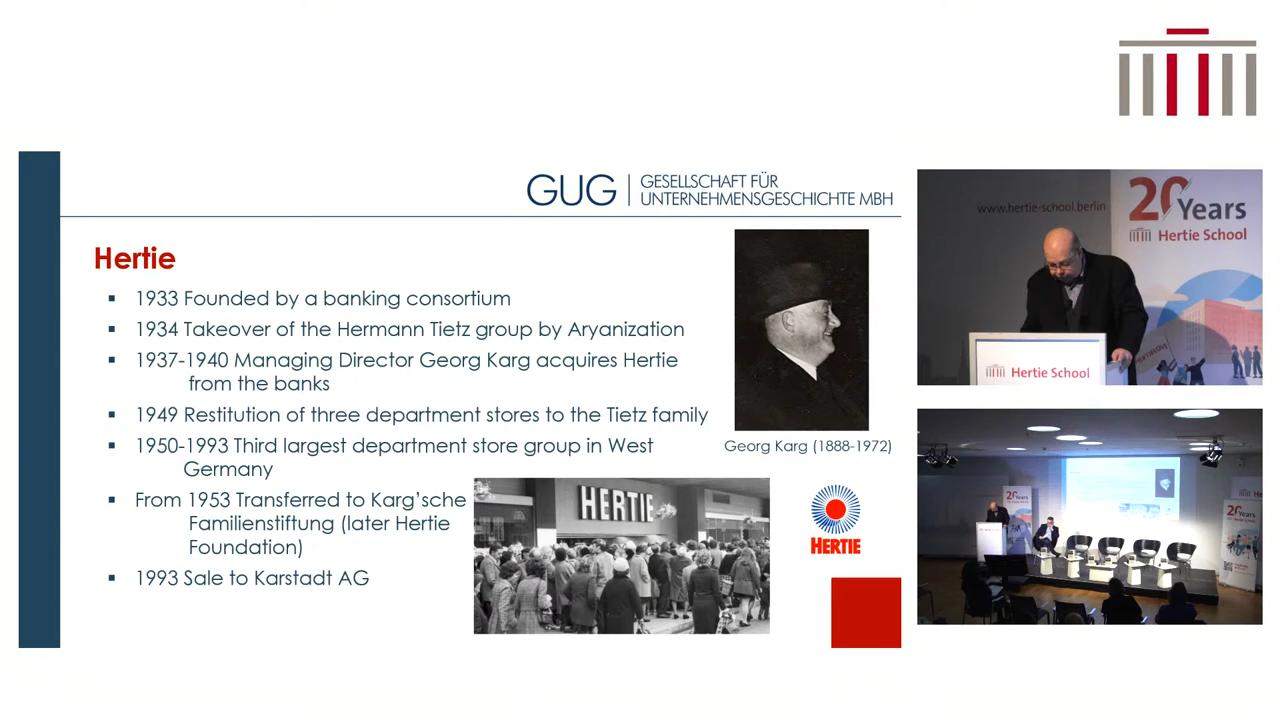 GUG
GESELLSCHAFT FÜR
UNTERNEHMENSGESCHICHTE MBH
Hertie
▪ 1933 Founded by a banking consortium
▪ 1934 Takeover of the Hermann Tietz group by Aryanization
▪ 1937-1940 Managing Director Georg Karg acquires Hertie
from the banks
▪ 1949 Restitution of three department stores to the Tietz family
▪ 1950-1993 Third largest department store group in West
Germany
▪ From 1953 Transferred to Karg'sche
Familienstiftung (later Hertie
Foundation)
▪ 1993 Sale to Karstadt AG
Georg Karg (1888-1972)
HERTIE
HERTIE
www.hertie-school.berlin
20 Years
Hertie School
Hertie School
20
Years